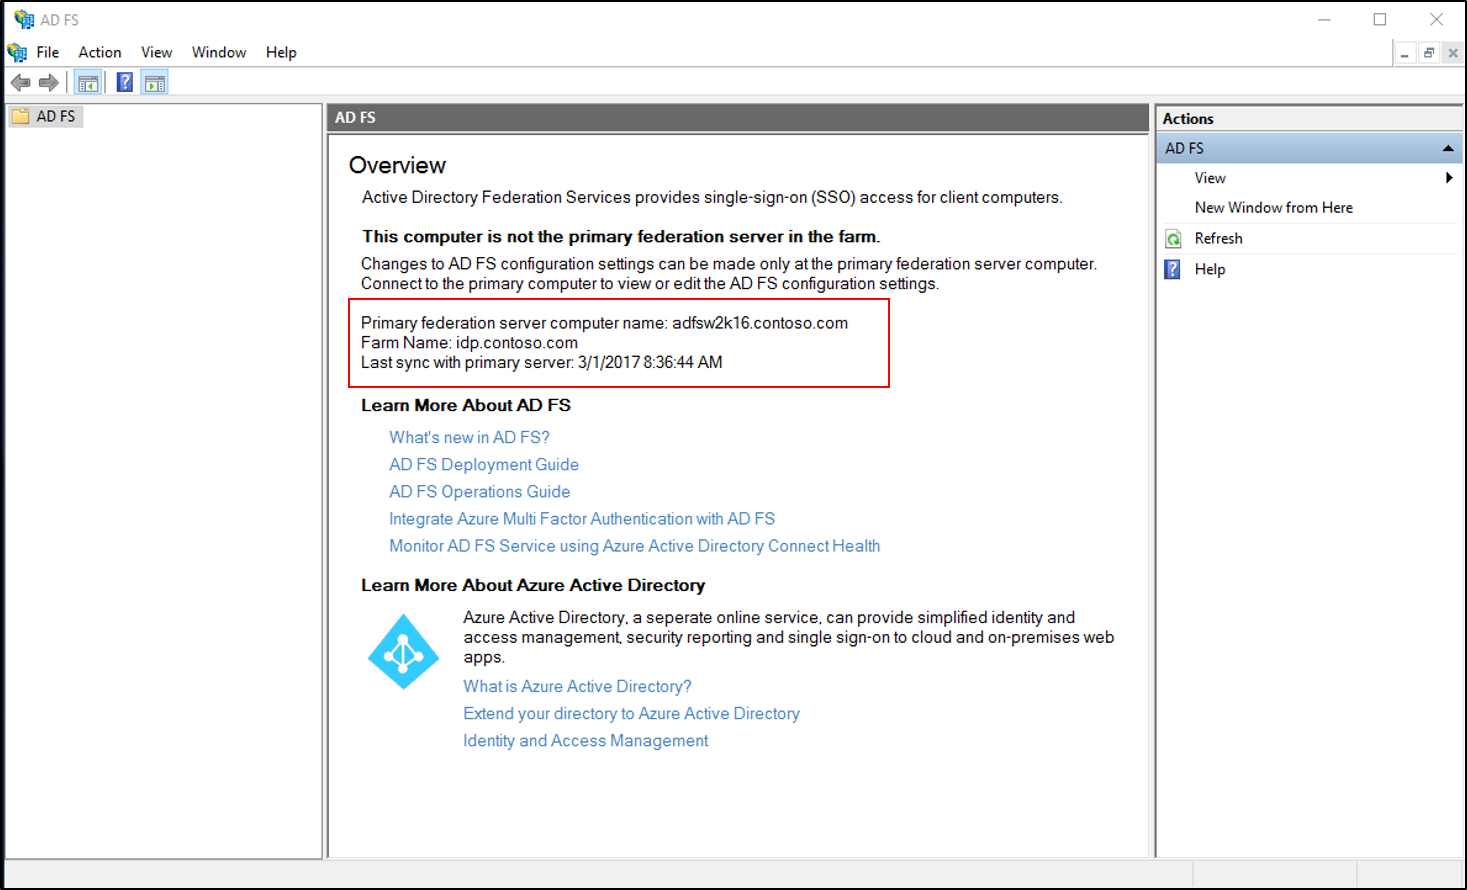 AD FS
File Action View Window Help
AD FS
AD FS
Overview
Active Directory Federation Services provides single-sign-on (SSO) access for client computers.
This computer is not the primary federation server in the farm.
Changes to AD FS configuration settings can be made only at the primary federation server computer.
Connect to the primary computer to view or edit the AD FS configuration settings.
Primary federation server computer name: adfsw2k16.contoso.com
Farm Name: idp.contoso.com
Last sync with primary server: 3/1/2017 8:36:44 AM
Learn More About AD FS
What's new in AD FS?
AD FS Deployment Guide
AD FS Operations Guide
Integrate Azure Multi Factor Authentication with AD FS
Monitor AD FS Service using Azure Active Directory Connect Health
Learn More About Azure Active Directory
Azure Active Directory, a seperate online service, can provide simplified identity and
access management, security reporting and single sign-on to cloud and on-premises web
apps.
What is Azure Active Directory?
Extend your directory to Azure Active Directory
Identity and Access Management
Actions
AD FS
View
New Window from Here
Refresh
Help